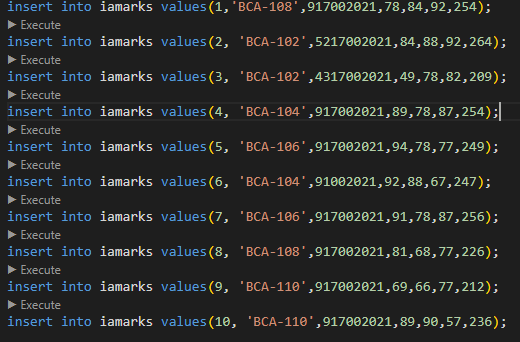 insert into iamarks values(1,'BCA-108',917002021,78,84,92,254);
Execute
insert into iamarks values(2, 'BCA-102',5217002021,84,88,92,264);
Execute
insert into iamarks values(3, 'BCA-102',4317002021,49,78,82,209);
Execute
insert into iamarks values(4, 'BCA-104',917002021,89,78,87,254);
Execute
insert into iamarks values(5, 'BCA-106',917002021,94,78,77,249);
Execute
insert into iamarks values(6, 'BCA-104',91002021,92,88,67,247);
Execute
insert into iamarks values(7, 'BCA-106',917002021,91,78,87,256);
Execute
insert into iamarks values(8, 'BCA-108',917002021,81,68,77,226);
Execute
insert into iamarks values(9, 'BCA-110',917002021,69,66,77,212);
Execute
insert into iamarks values(10, 'BCA-110',917002021,89,90,57,236);